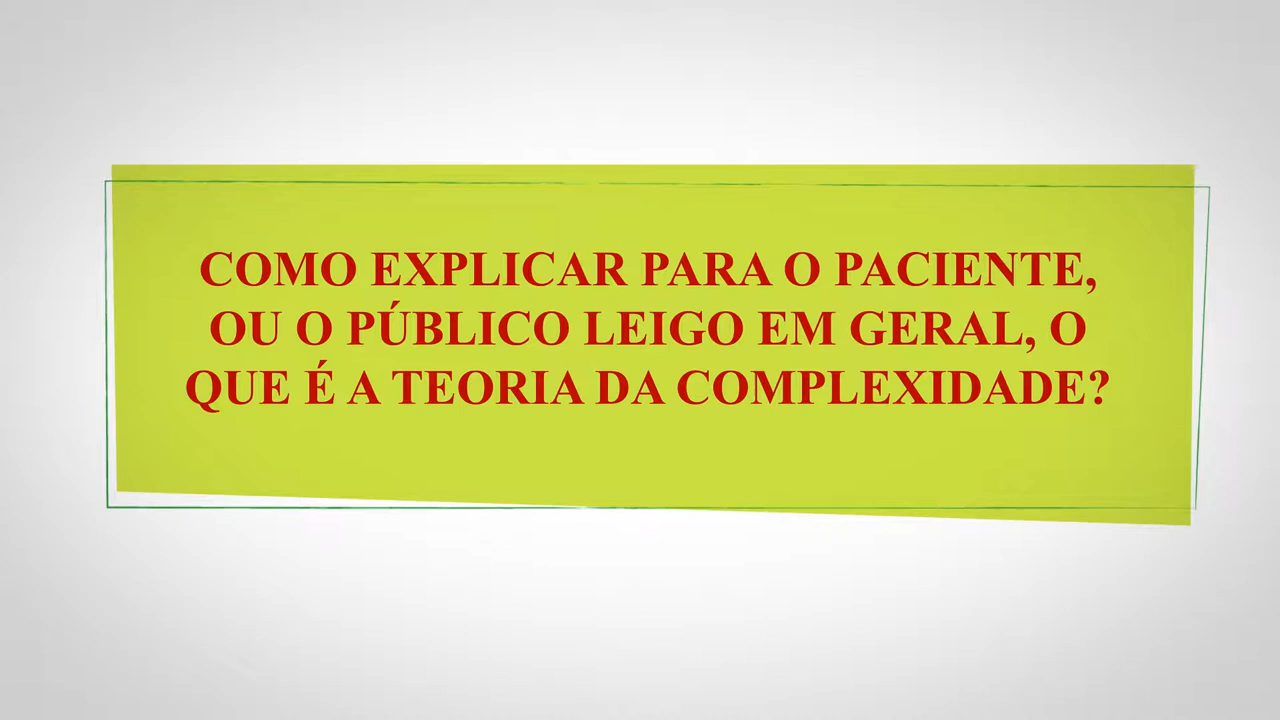 COMO EXPLICAR PARA O PACIENTE,
OU O PÚBLICO LEIGO EM GERAL, O
QUE É A TEORIA DA COMPLEXIDADE?